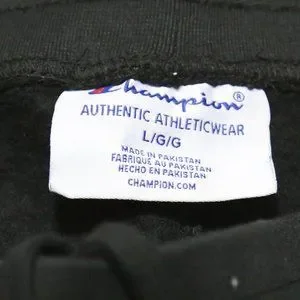 Champion®
AUTHENTIC ATHLETICWEAR
L/G/G
MADE IN PAKISTAN
FABRIQUÉ AU PAKISTAN
HECHO EN PAKISTAN
CHAMPION.COM